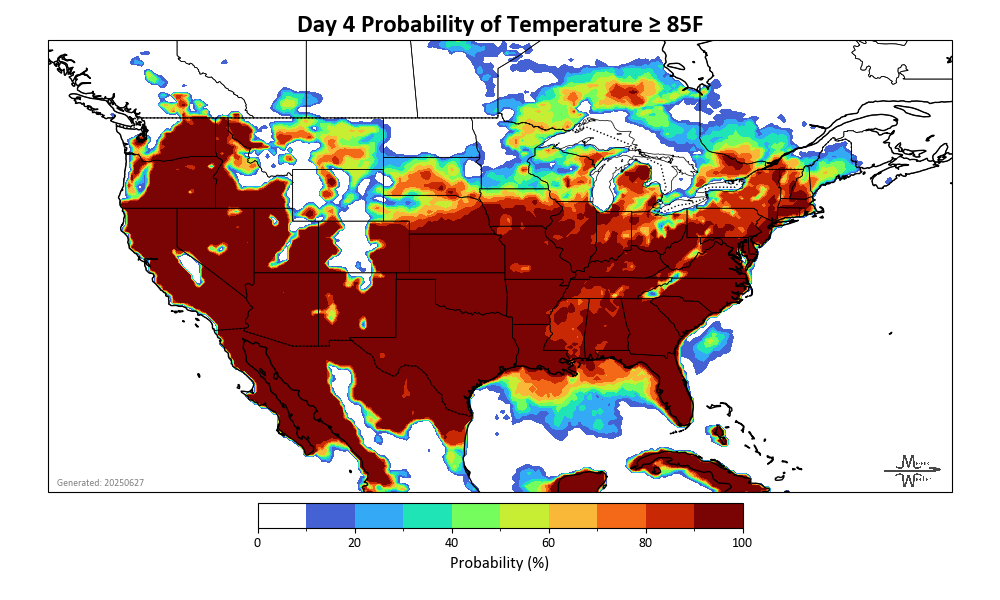 Day 4 Probability of Temperature ≥ 85F
Generated: 20250627
0 20 40 60 80 100
Probability (%)